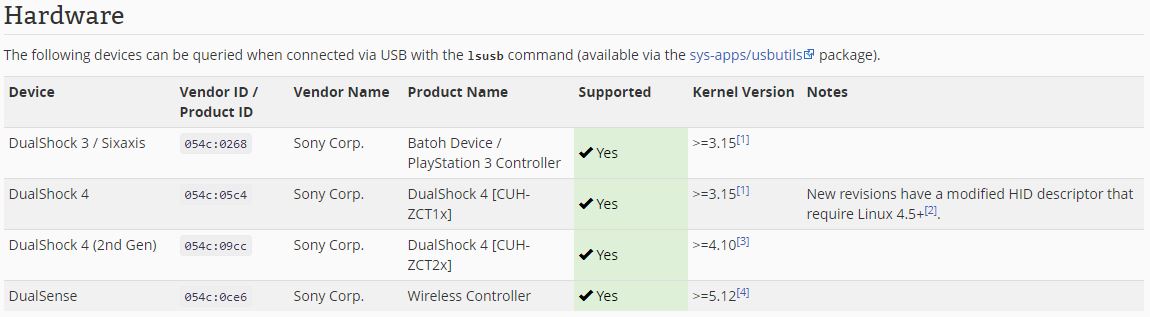 Hardware
The following devices can be queried when connected via USB with the lsusb command (available via the sys-apps/usbutils package).
Device Vendor ID / Product ID Vendor Name Product Name Supported Kernel Version Notes
DualShock 3 / Sixaxis 054c:0268 Sony Corp. Batoh Device / PlayStation 3 Controller ✔ Yes >=3.15[1]
DualShock 4 054c:05c4 Sony Corp. DualShock 4 [CUH-ZCT1x] ✔ Yes >=3.15[1] New revisions have a modified HID descriptor that require Linux 4.5+[2].
DualShock 4 (2nd Gen) 054c:09cc Sony Corp. DualShock 4 [CUH-ZCT2x] ✔ Yes >=4.10[3]
DualSense 054c:0ce6 Sony Corp. Wireless Controller ✔ Yes >=5.12[4]